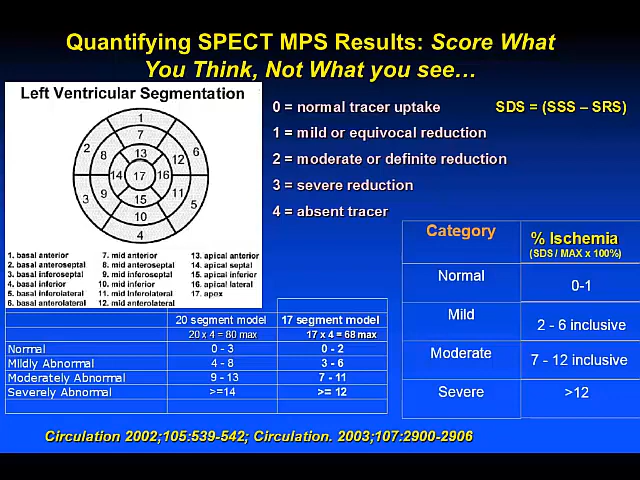 Quantifying SPECT MPS Results: Score What
You Think, Not What you see…
Left Ventricular Segmentation
1
7
13
2
8
12
6
14
17
16
3
9
15
11
5
10
4
1. basal anterior 7. mid anterior 13. apical anterior
2. basal anteroseptal 8. mid anteroseptal 14. apical septal
3. basal inferoseptal 9. mid inferoseptal 15. apical inferior
4. basal inferior 10. mid inferior 16. apical lateral
5. basal inferolateral 11. mid inferolateral 17. apex
6. basal anterolateral 12. mid anterolateral
0 = normal tracer uptake SDS = (SSS – SRS)
1 = mild or equivocal reduction
2 = moderate or definite reduction
3 = severe reduction
4 = absent tracer
20 segment model 17 segment model
20 x 4 = 80 max 17 x 4 = 68 max
Normal 0 - 3 0 - 2
Mildly Abnormal 4 - 8 3 - 6
Moderately Abnormal 9 - 13 7 - 11
Severely Abnormal >=14 >= 12
Category % Ischemia
(SDS / MAX x 100%)
Normal 0-1
Mild 2 - 6 inclusive
Moderate 7 - 12 inclusive
Severe >12
Circulation 2002;105:539-542; Circulation. 2003;107:2900-2906